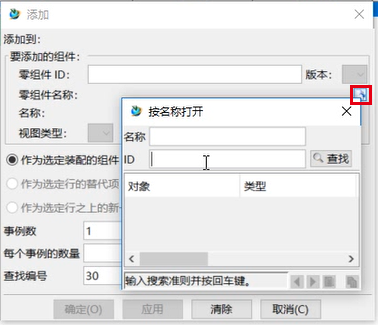 添加
添加到：
要添加的组件：
零组件 ID：
版本：
零组件名称：
名称：
视图类型：
按名称打开
名称
ID
查找
对象
类型
输入搜索准则并按回车键。
作为选定装配的组件
作为选定行的替代项
作为选定行之上的新
事例数 1
每个事例的数量
查找编号 30
确定(O) 应用 清除 取消(C)